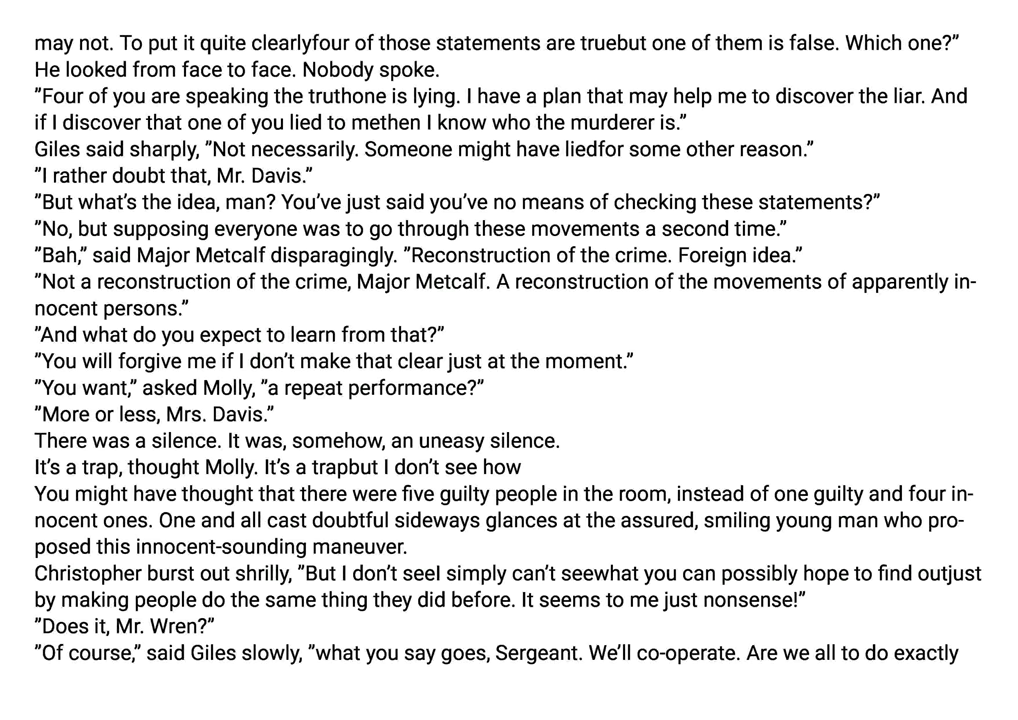 may not. To put it quite clearlyfour of those statements are truebut one of them is false. Which one?”
He looked from face to face. Nobody spoke.
”Four of you are speaking the truthone is lying. I have a plan that may help me to discover the liar. And
if I discover that one of you lied to methen I know who the murderer is.”
Giles said sharply, ”Not necessarily. Someone might have liedfor some other reason.”
”I rather doubt that, Mr. Davis.”
”But what’s the idea, man? You’ve just said you’ve no means of checking these statements?”
”No, but supposing everyone was to go through these movements a second time.”
”Bah,” said Major Metcalf disparagingly. ”Reconstruction of the crime. Foreign idea.”
”Not a reconstruction of the crime, Major Metcalf. A reconstruction of the movements of apparently in-
nocent persons.”
”And what do you expect to learn from that?”
”You will forgive me if I don’t make that clear just at the moment.”
”You want,” asked Molly, ”a repeat performance?”
”More or less, Mrs. Davis.”
There was a silence. It was, somehow, an uneasy silence.
It’s a trap, thought Molly. It’s a trapbut I don’t see how
You might have thought that there were five guilty people in the room, instead of one guilty and four in-
nocent ones. One and all cast doubtful sideways glances at the assured, smiling young man who pro-
posed this innocent-sounding maneuver.
Christopher burst out shrilly, ”But I don’t seeI simply can’t seewhat you can possibly hope to find outjust
by making people do the same thing they did before. It seems to me just nonsense!”
”Does it, Mr. Wren?”
”Of course,” said Giles slowly, ”what you say goes, Sergeant. We’ll co-operate. Are we all to do exactly